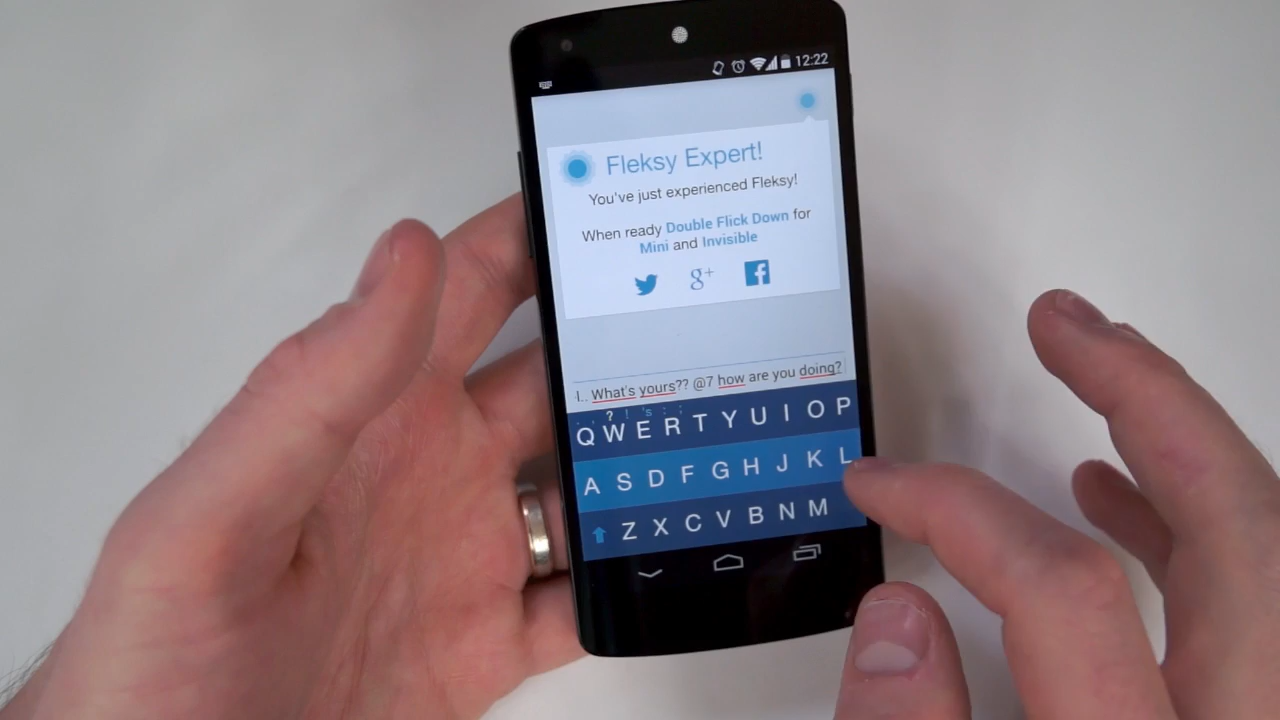 12:22
Fleksy Expert!
You've just experienced Fleksy!
When ready Double Flick Down for
Mini and Invisible
g+
I.. What's yours?? @7 how are you doing?
? ! 's : ;
Q W E R T Y U I O P
A S D F G H J K L
Z X C V B N M